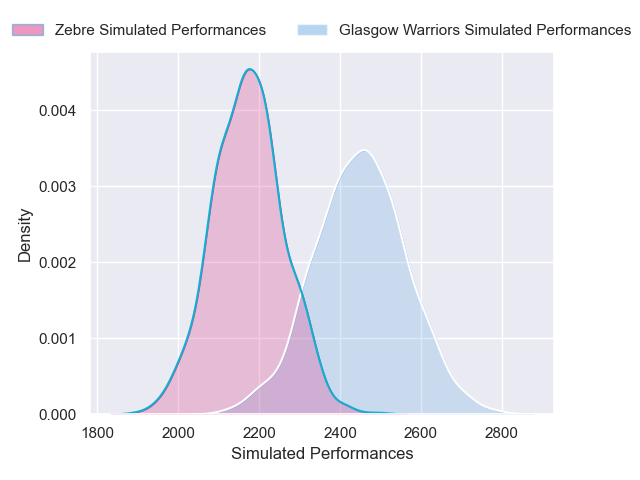 Zebre Simulated Performances
Glasgow Warriors Simulated Performances
0.004
0.003
0.002
0.001
0.000
Density
1800
2000
2200
2400
2600
2800
Simulated Performances